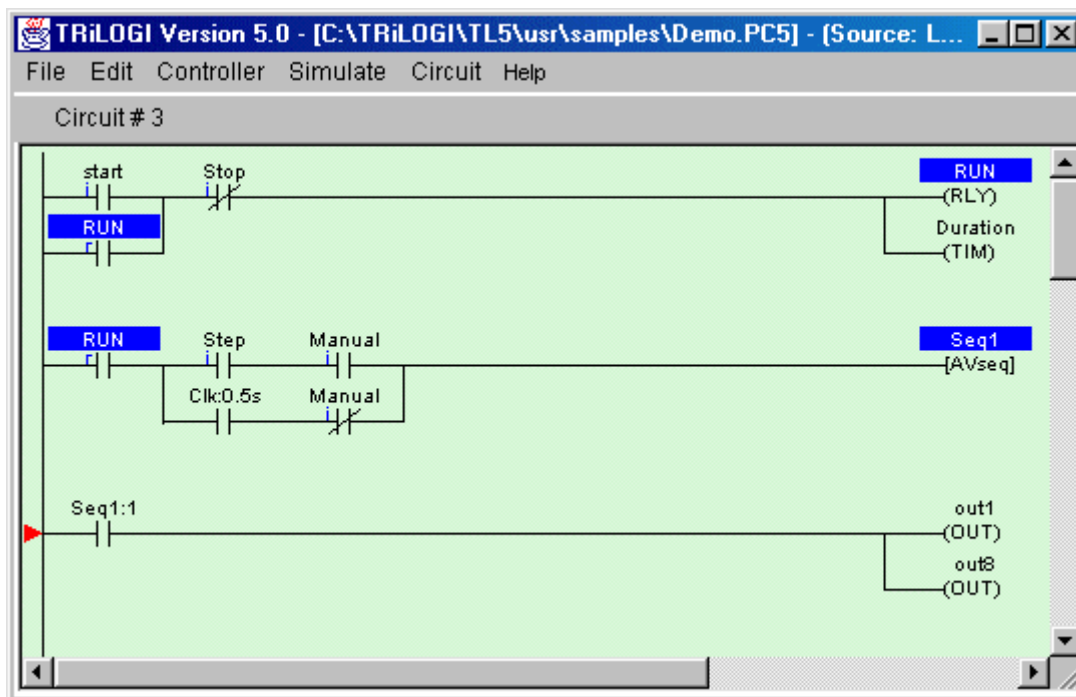 TRiLOGI Version 5.0 - [C:\TRiLOGI\TL5\usr\samples\Demo.PC5] - (Source: L...
File Edit Controller Simulate Circuit Help
Circuit # 3
start Stop RUN
i i (RLY)
RUN Duration
r (TIM)
RUN Step Manual Seq1
r i i [AVseq]
Clk:0.5s Manual
i
Seq1:1 out1
(OUT)
out8
(OUT)